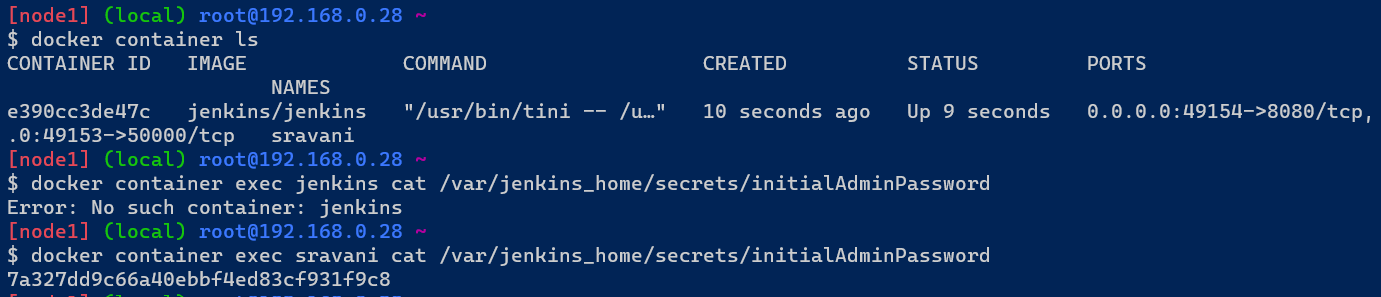 [node1] (local) root@192.168.0.28 ~
$ docker container ls
CONTAINER ID   IMAGE             COMMAND                  CREATED          STATUS         PORTS
                       NAMES
e390cc3de47c   jenkins/jenkins   "/usr/bin/tini -- /u…"   10 seconds ago   Up 9 seconds   0.0.0.0:49154->8080/tcp,
.0:49153->50000/tcp   sravani
[node1] (local) root@192.168.0.28 ~
$ docker container exec jenkins cat /var/jenkins_home/secrets/initialAdminPassword
Error: No such container: jenkins
[node1] (local) root@192.168.0.28 ~
$ docker container exec sravani cat /var/jenkins_home/secrets/initialAdminPassword
7a327dd9c66a40ebbf4ed83cf931f9c8